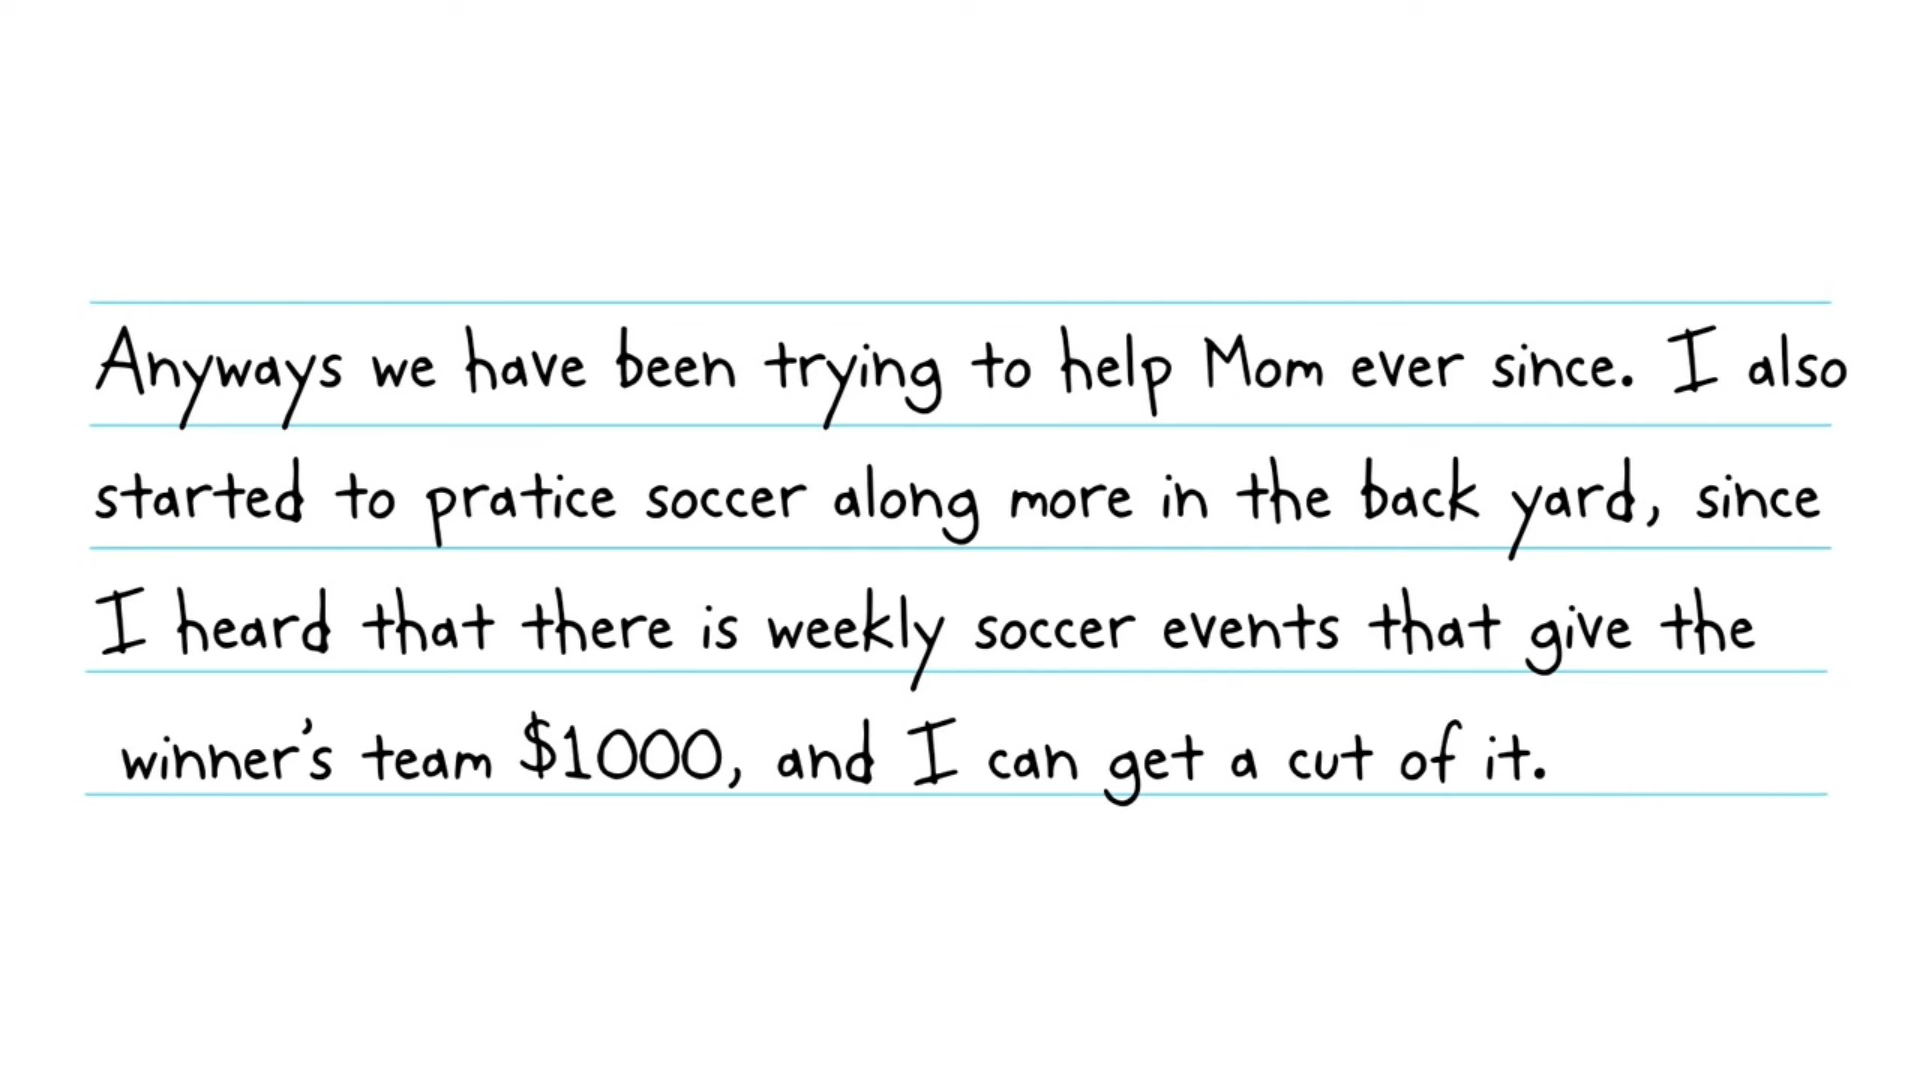 Anyways we have been trying to help Mom ever since. I also
started to pratice soccer along more in the back yard, since
I heard that there is weekly soccer events that give the
winner's team $1000, and I can get a cut of it.